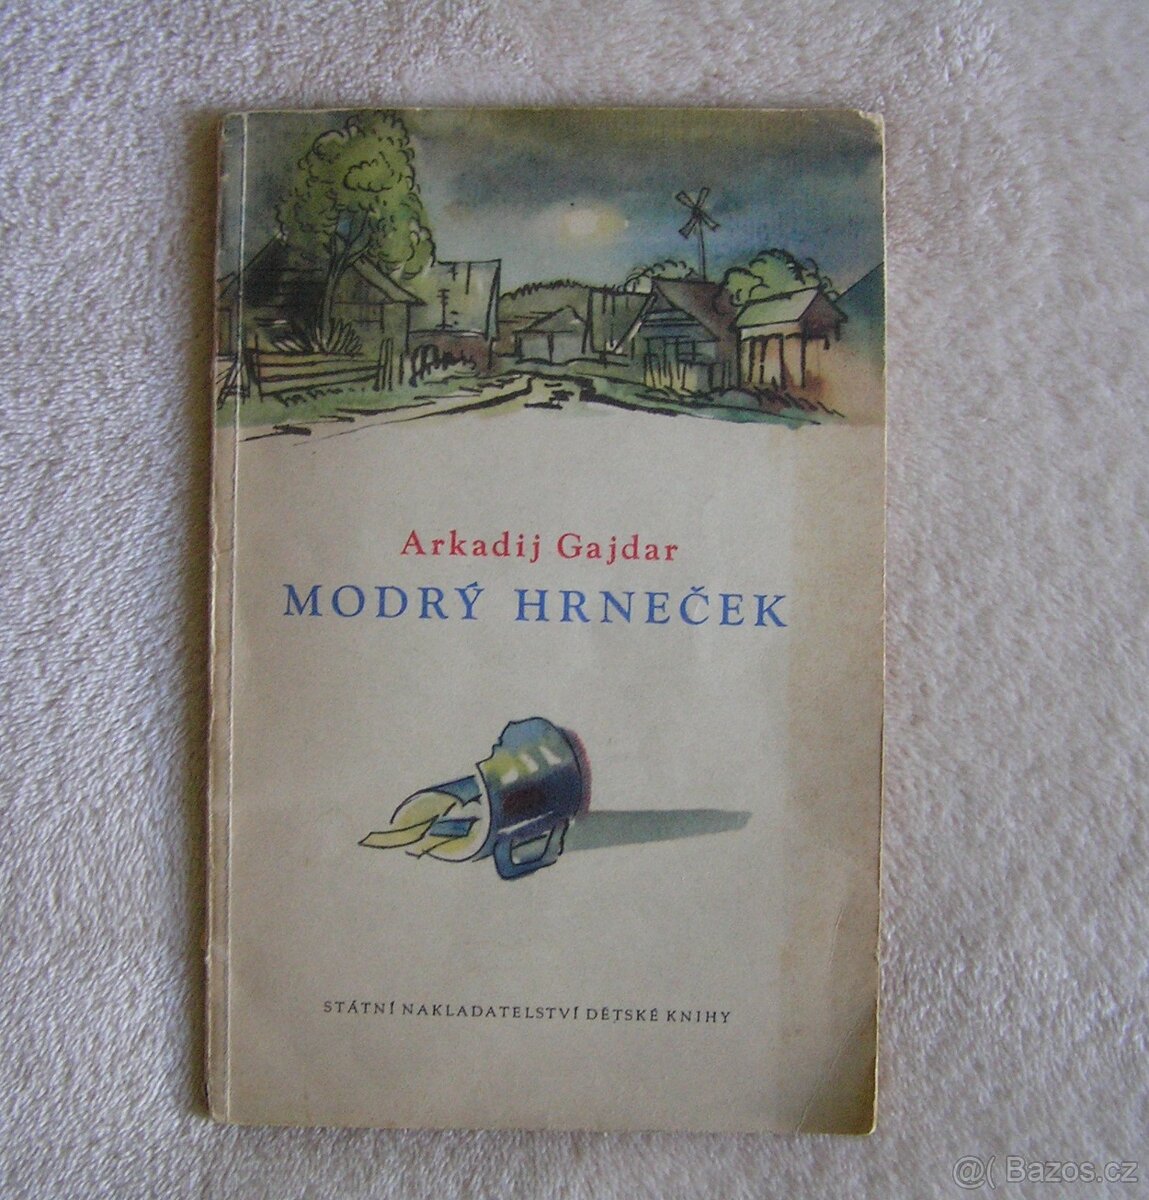 Arkadij Gajdar
MODRÝ HRNEČEK
STÁTNÍ NAKLADATELSTVÍ DĚTSKÉ KNIHY
@( Bazos.cz